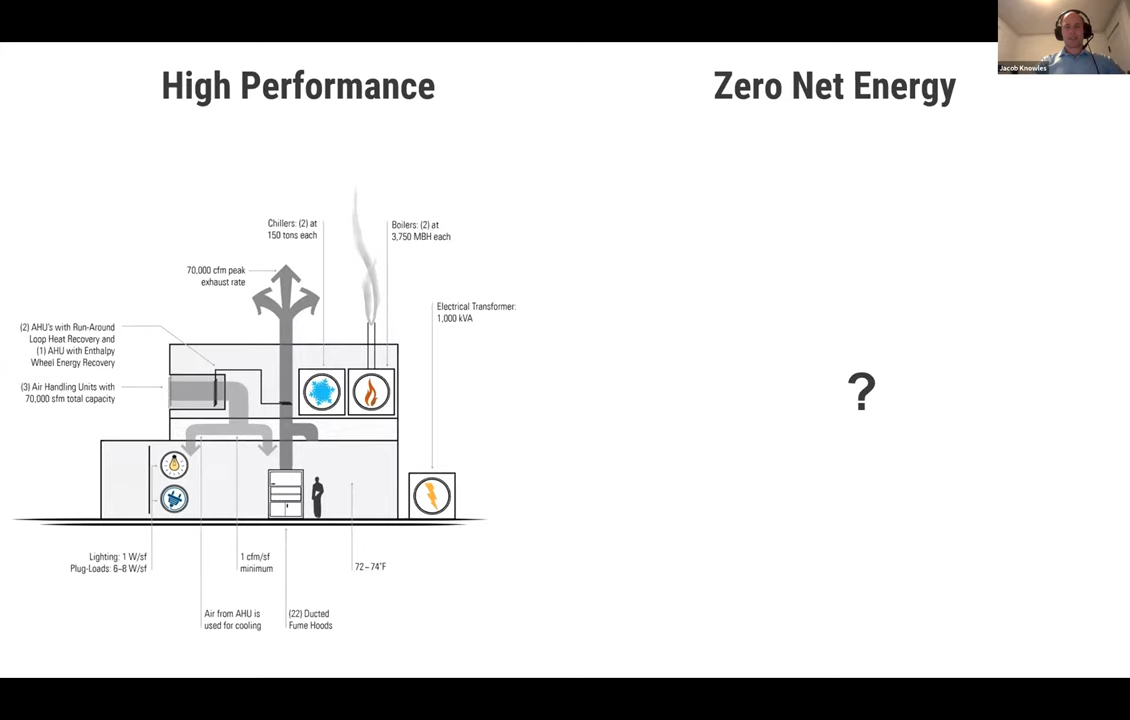 Jacob Knowles
High Performance
Zero Net Energy
Chillers: (2) at
150 tons each
Boilers: (2) at
3,750 MBH each
70,000 cfm peak
exhaust rate
Electrical Transformer:
1,000 kVA
(2) AHU's with Run-Around
Loop Heat Recovery and
(1) AHU with Enthalpy
Wheel Energy Recovery
(3) Air Handling Units with
70,000 sfm total capacity
?
Lighting: 1 W/sf
Plug-Loads: 6–8 W/sf
1 cfm/sf
minimum
72 – 74°F
Air from AHU is
used for cooling
(22) Ducted
Fume Hoods